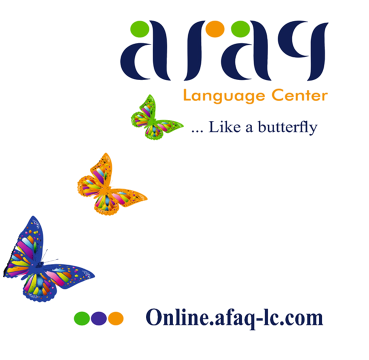 afaq
Language Center
... Like a butterfly
Online.afaq-lc.com